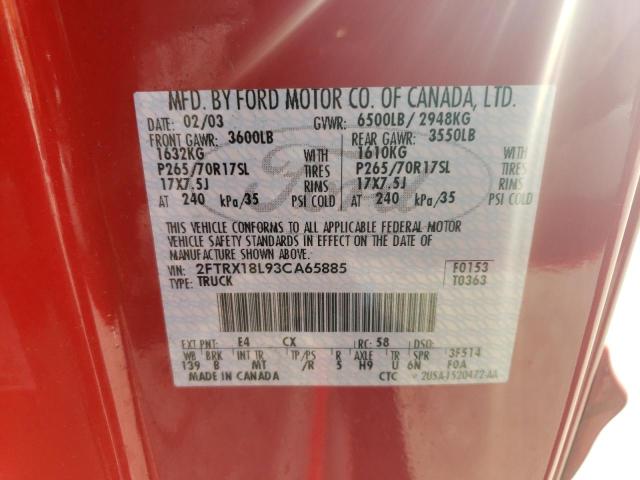 MFD. BY FORD MOTOR CO. OF CANADA, LTD.
DATE: 02/03 GVWR: 6500LB/ 2948KG
FRONT GAWR: 3600LB REAR GAWR: 3550LB
1632KG WITH 1610KG WITH
P265/70R17SL TIRES P265/70R17SL TIRES
17X7.5J RIMS 17X7.5J RIMS
AT 240 kPa/35 PSI COLD AT 240 kPa/35 PSI COLD
THIS VEHICLE CONFORMS TO ALL APPLICABLE FEDERAL MOTOR
VEHICLE SAFETY STANDARDS IN EFFECT ON THE DATE OF
MANUFACTURE SHOWN ABOVE.
VIN: 2FTRX18L93CA65885 F0153
TYPE: TRUCK T0363
EXT PNT: E4 CX RC: 58 DSO:
WB BRK INT TR TP/PS R AXLE TR SPR 3F514
139 B MT /R 5 H9 U 6N F0A
MADE IN CANADA CTC 2USA-1520472-AA
Ford